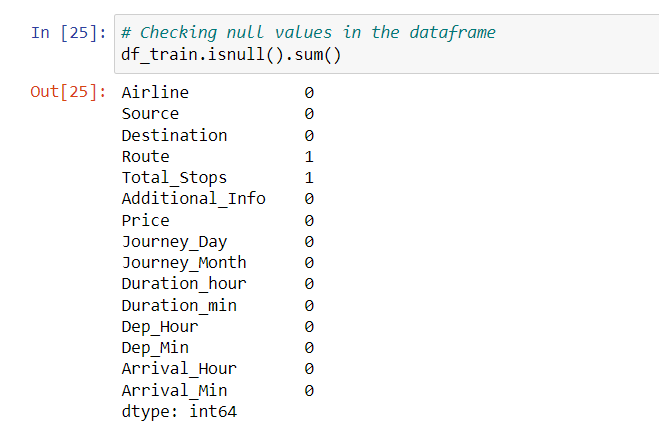 In [25]: # Checking null values in the dataframe
df_train.isnull().sum()
Out[25]: Airline 0
Source 0
Destination 0
Route 1
Total_Stops 1
Additional_Info 0
Price 0
Journey_Day 0
Journey_Month 0
Duration_hour 0
Duration_min 0
Dep_Hour 0
Dep_Min 0
Arrival_Hour 0
Arrival_Min 0
dtype: int64